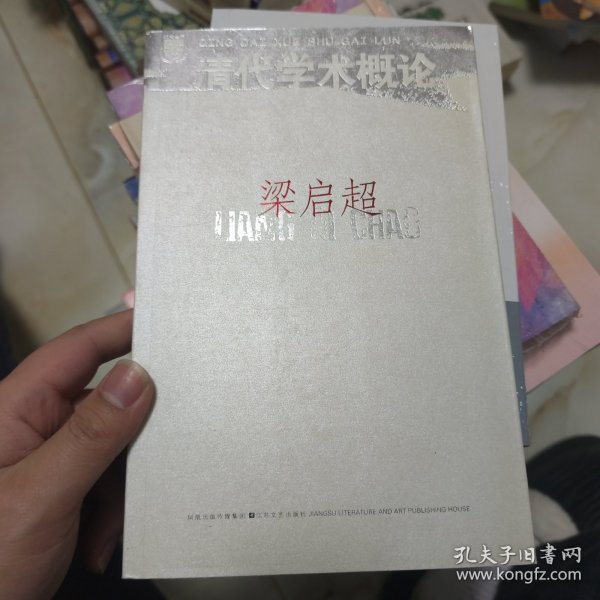 QING DAI XUE SHU GAI LUN
清代学术概论
梁启超
LIANG QI CHAO
凤凰出版传媒集团 江苏文艺出版社 JIANGSU LITERATURE AND ART PUBLISHING HOUSE
孔夫子旧书网
www.kongfz.com